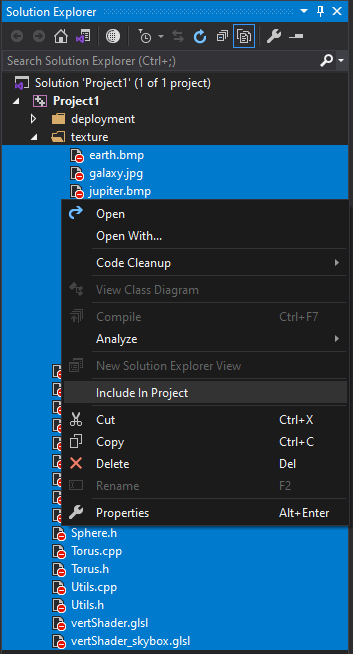 Solution Explorer
Search Solution Explorer (Ctrl+;)
Solution 'Project1' (1 of 1 project)
Project1
deployment
texture
earth.bmp
galaxy.jpg
jupiter.bmp
Open
Open With...
Code Cleanup
View Class Diagram
Compile Ctrl+F7
Analyze
New Solution Explorer View
Include In Project
Cut Ctrl+X
Copy Ctrl+C
Delete Del
Rename F2
Properties Alt+Enter
Sphere.h
Torus.cpp
Torus.h
Utils.cpp
Utils.h
vertShader.glsl
vertShader_skybox.glsl